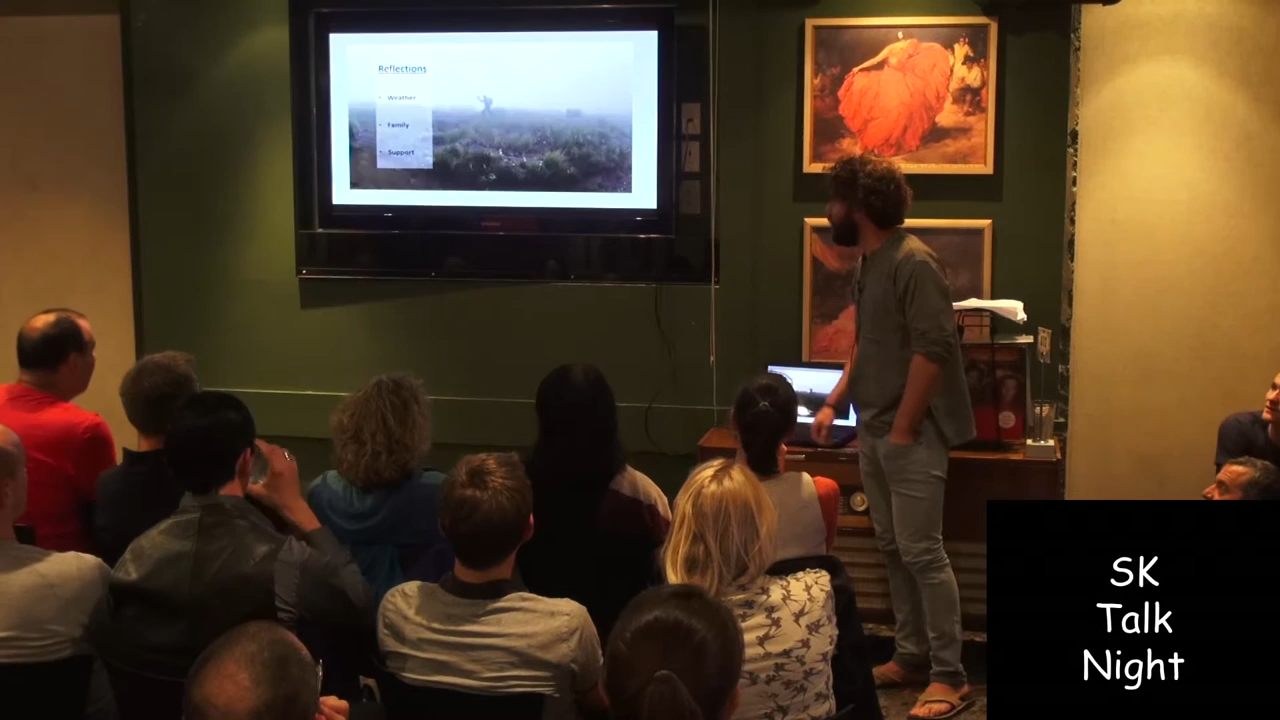 Reflections
• Weather
• Family
• Support
SK
Talk
Night